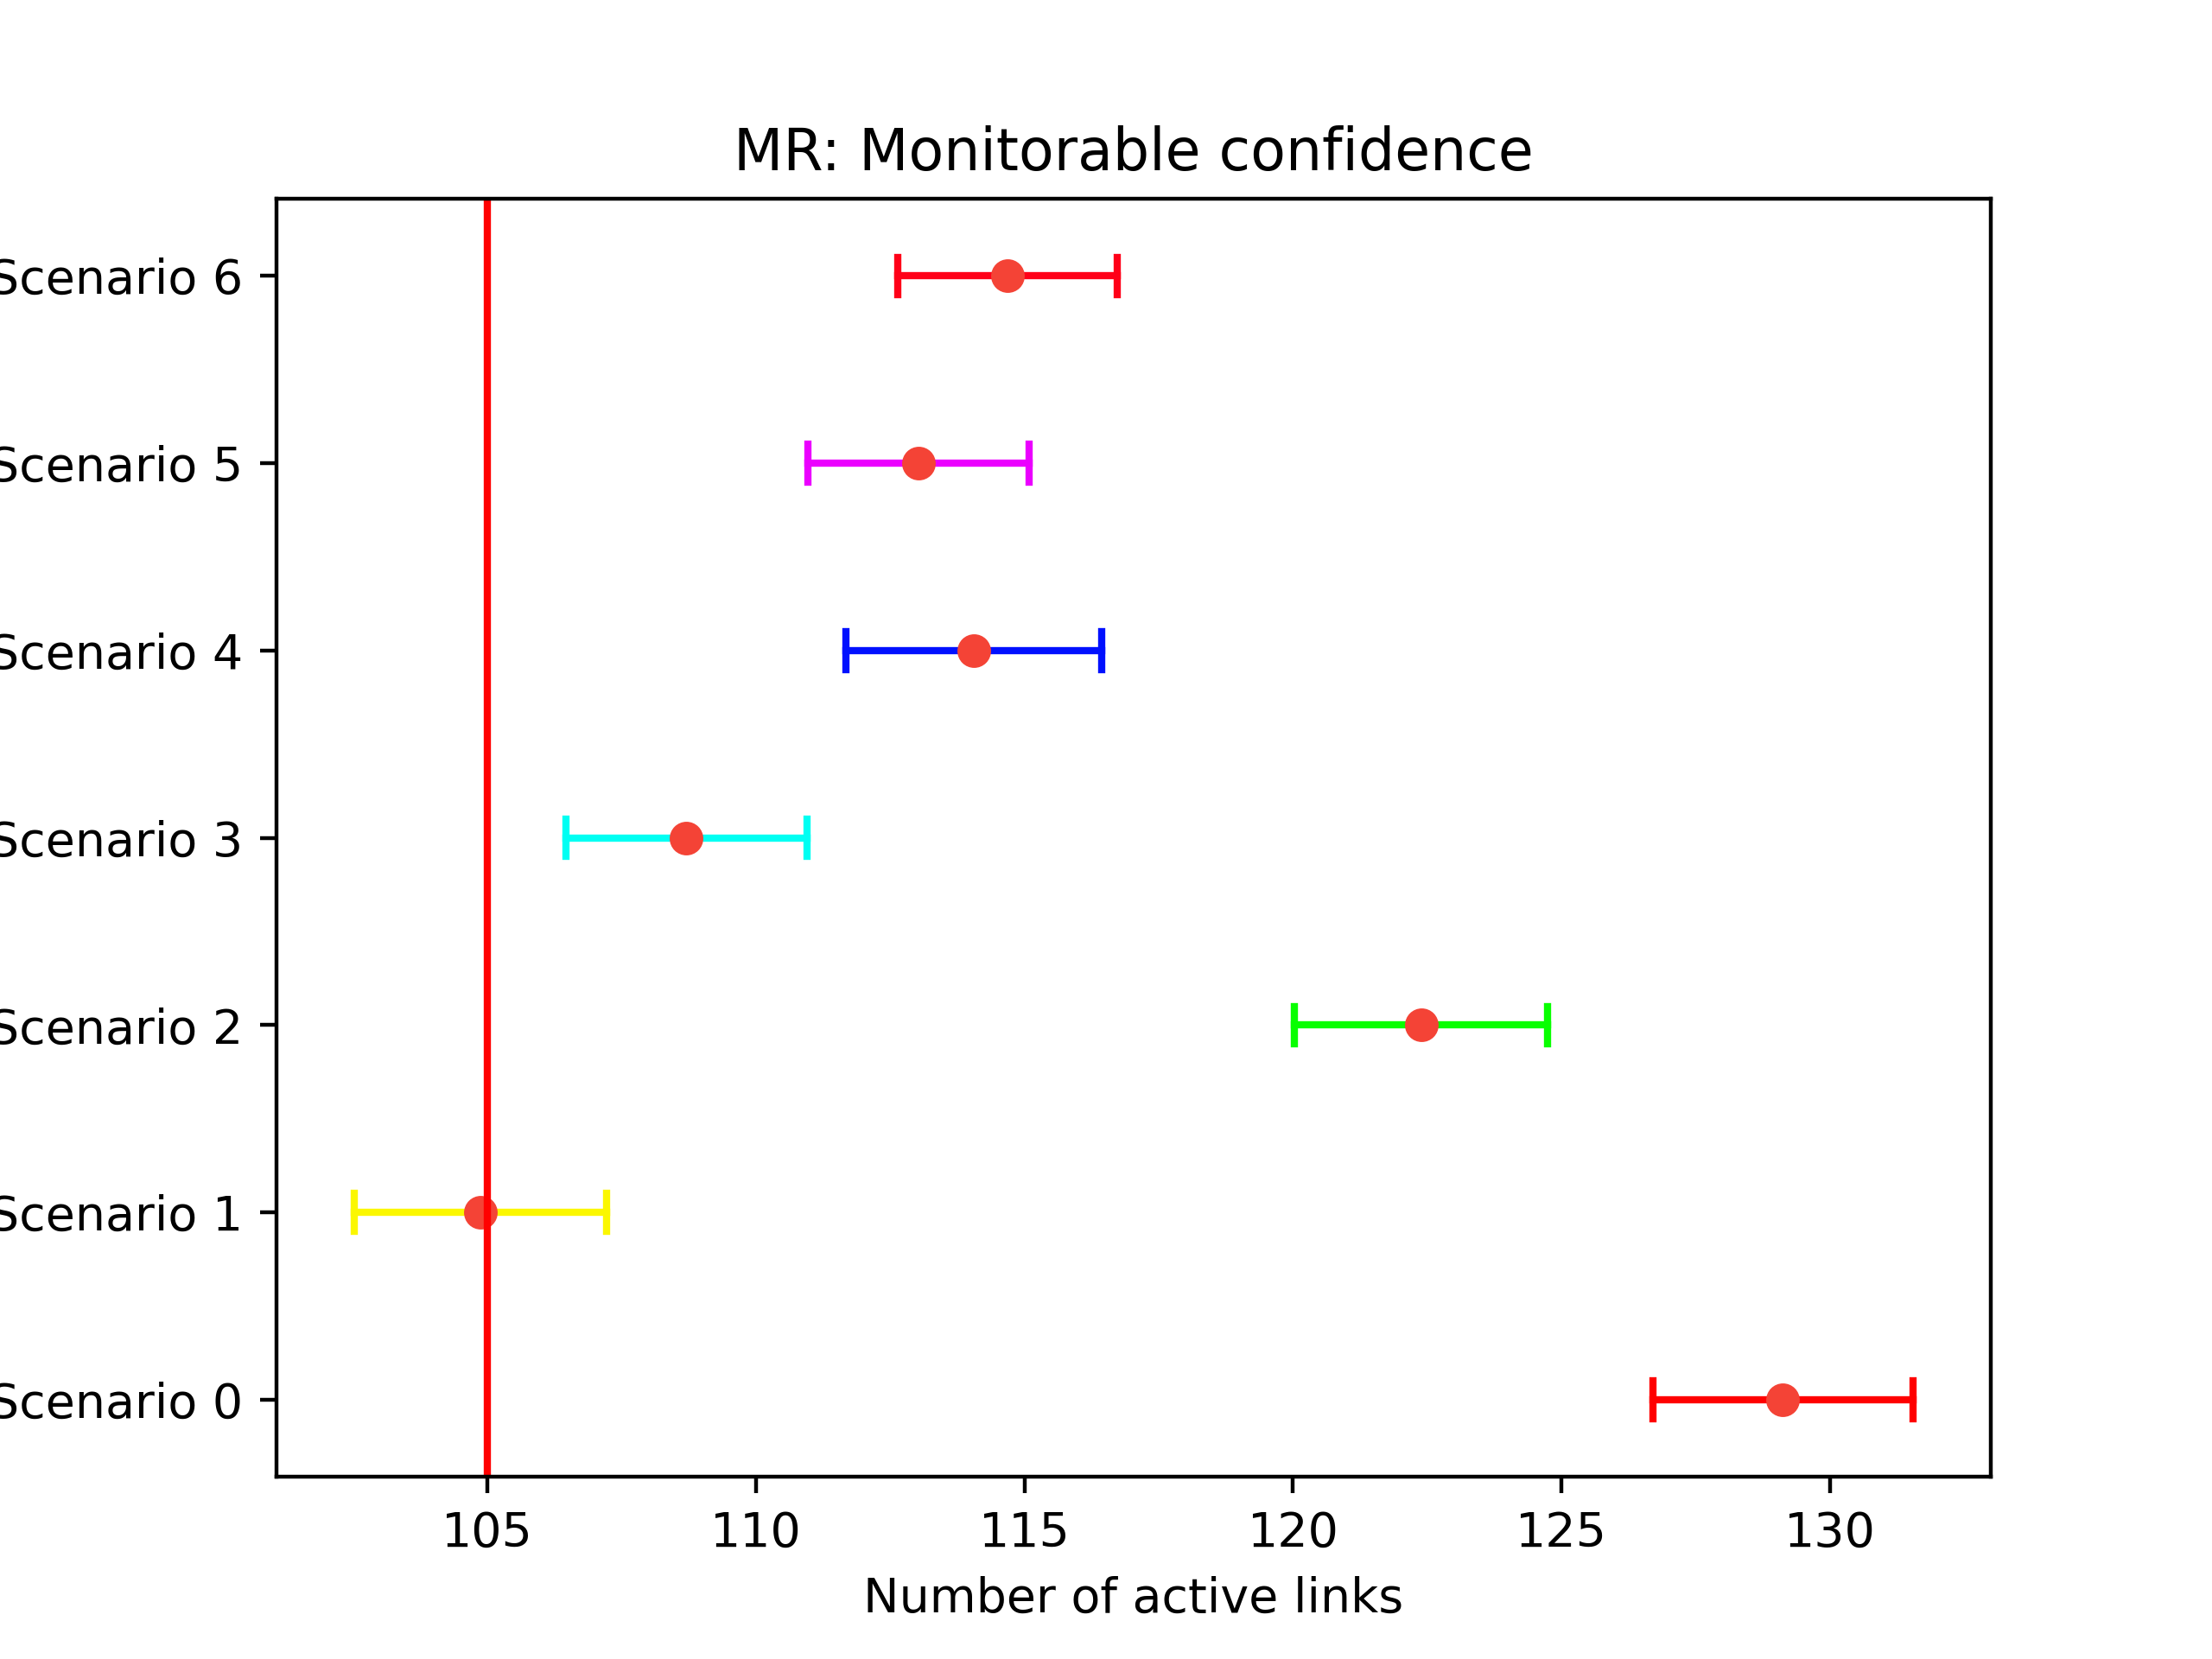 MR: Monitorable confidence
Scenario 6
Scenario 5
Scenario 4
Scenario 3
Scenario 2
Scenario 1
Scenario 0
105 110 115 120 125 130
Number of active links